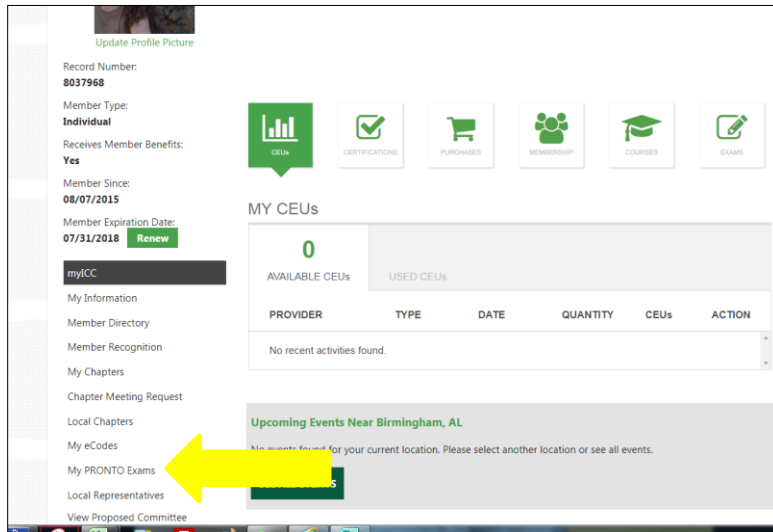 Update Profile Picture
Record Number:
8037968
Member Type:
Individual
Receives Member Benefits:
Yes
Member Since:
08/07/2015
Member Expiration Date:
07/31/2018 Renew
myICC
My Information
Member Directory
Member Recognition
My Chapters
Chapter Meeting Request
Local Chapters
My eCodes
My PRONTO Exams
Local Representatives
View Proposed Committee
CEUs CERTIFICATIONS PURCHASES MEMBERSHIP COURSES EXAMS
MY CEUs
0
AVAILABLE CEUs USED CEUs
PROVIDER TYPE DATE QUANTITY CEUs ACTION
No recent activities found.
Upcoming Events Near Birmingham, AL
No events found for your current location. Please select another location or see all events.